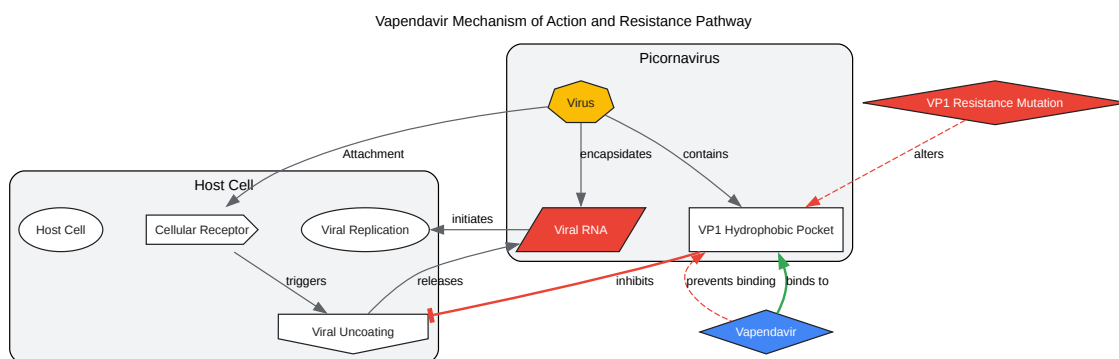 Vapendavir Mechanism of Action and Resistance Pathway
Picornavirus
Virus
VP1 Resistance Mutation
Attachment
encapsidates
contains
alters
Host Cell
Host Cell
Cellular Receptor
Viral Replication
initiates
Viral RNA
VP1 Hydrophobic Pocket
triggers
releases
inhibits
prevents binding
binds to
Viral Uncoating
Vapendavir